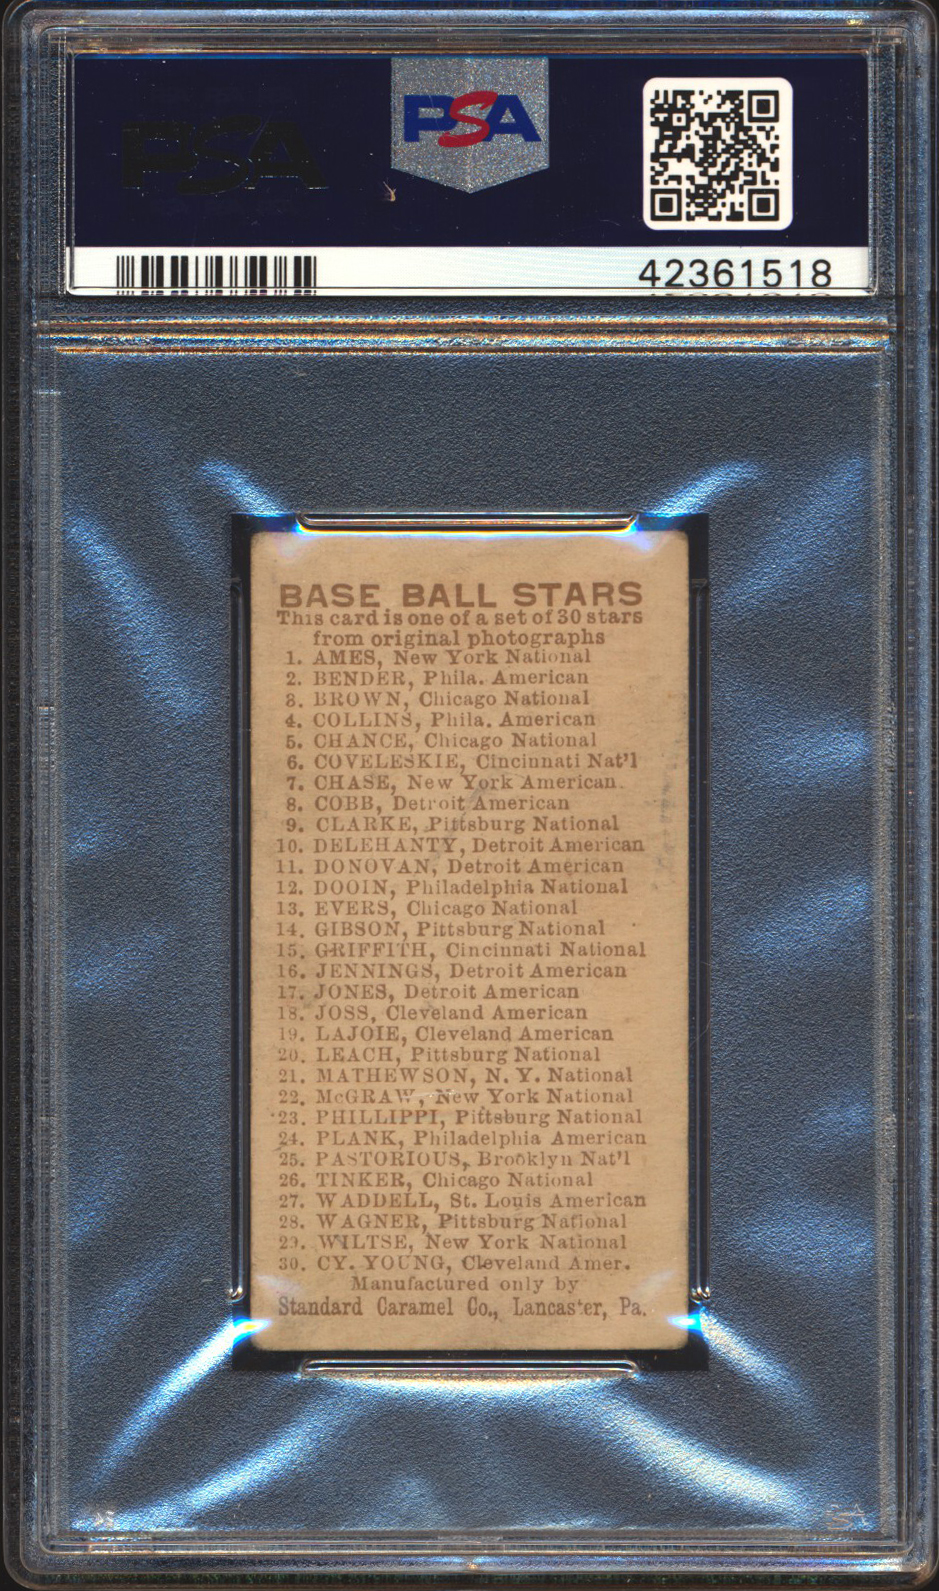 PSA
PSA
42361518
BASE BALL STARS
This card is one of a set of 30 stars
from original photographs
1. AMES, New York National
2. BENDER, Phila. American
3. BROWN, Chicago National
4. COLLINS, Phila. American
5. CHANCE, Chicago National
6. COVELESKIE, Cincinnati Nat'l
7. CHASE, New York American.
8. COBB, Detroit American
9. CLARKE, Pittsburg National
10. DELEHANTY, Detroit American
11. DONOVAN, Detroit American
12. DOOIN, Philadelphia National
13. EVERS, Chicago National
14. GIBSON, Pittsburg National
15. GRIFFITH, Cincinnati National
16. JENNINGS, Detroit American
17. JONES, Detroit American
18. JOSS, Cleveland American
19. LAJOIE, Cleveland American
20. LEACH, Pittsburg National
21. MATHEWSON, N. Y. National
22. McGRAW, New York National
23. PHILLIPPI, Pittsburg National
24. PLANK, Philadelphia American
25. PASTORIOUS, Brooklyn Nat'l
26. TINKER, Chicago National
27. WADDELL, St. Louis American
28. WAGNER, Pittsburg National
29. WILTSE, New York National
30. CY. YOUNG, Cleveland Amer.
Manufactured only by
Standard Caramel Co., Lancaster, Pa.